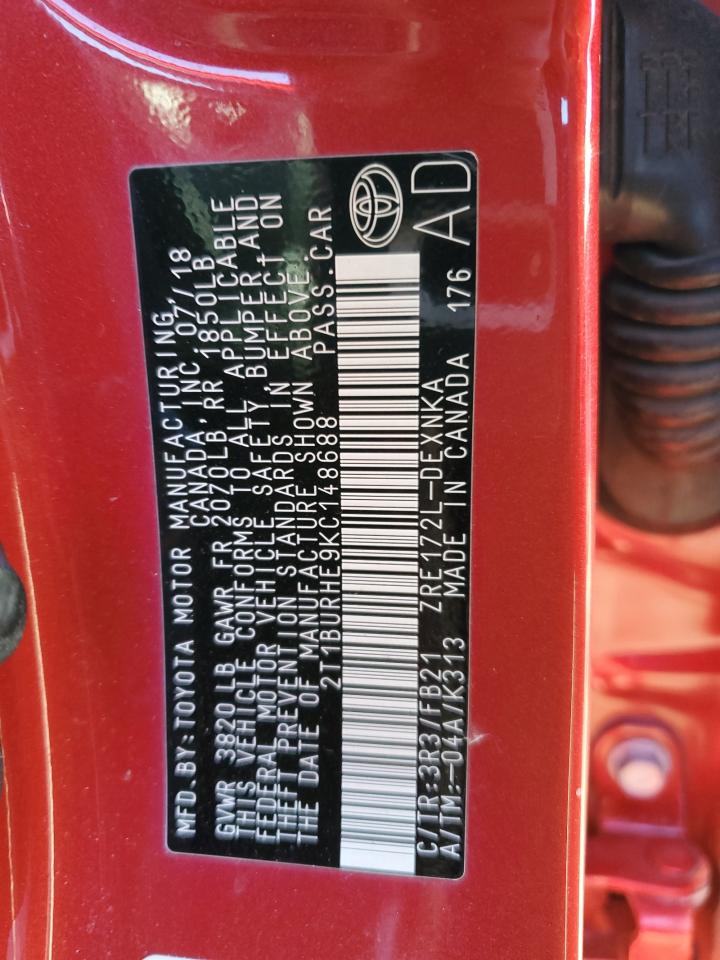 MFD. BY: TOYOTA MOTOR MANUFACTURING,
CANADA, INC. 07/18
GVWR 3820 LB GAWR FR 2070LB, RR 1850LB
THIS VEHICLE CONFORMS TO ALL APPLICABLE
FEDERAL MOTOR VEHICLE SAFETY, BUMPER, AND
THEFT PREVENTION STANDARDS IN EFFECT ON
THE DATE OF MANUFACTURE SHOWN ABOVE.
2T1BURHE9KC148688 PASS.CAR
C/TR:3R3/FB21 ZRE172L-DEXNKA
A/TM:-04A/K313 MADE IN CANADA 176
AD